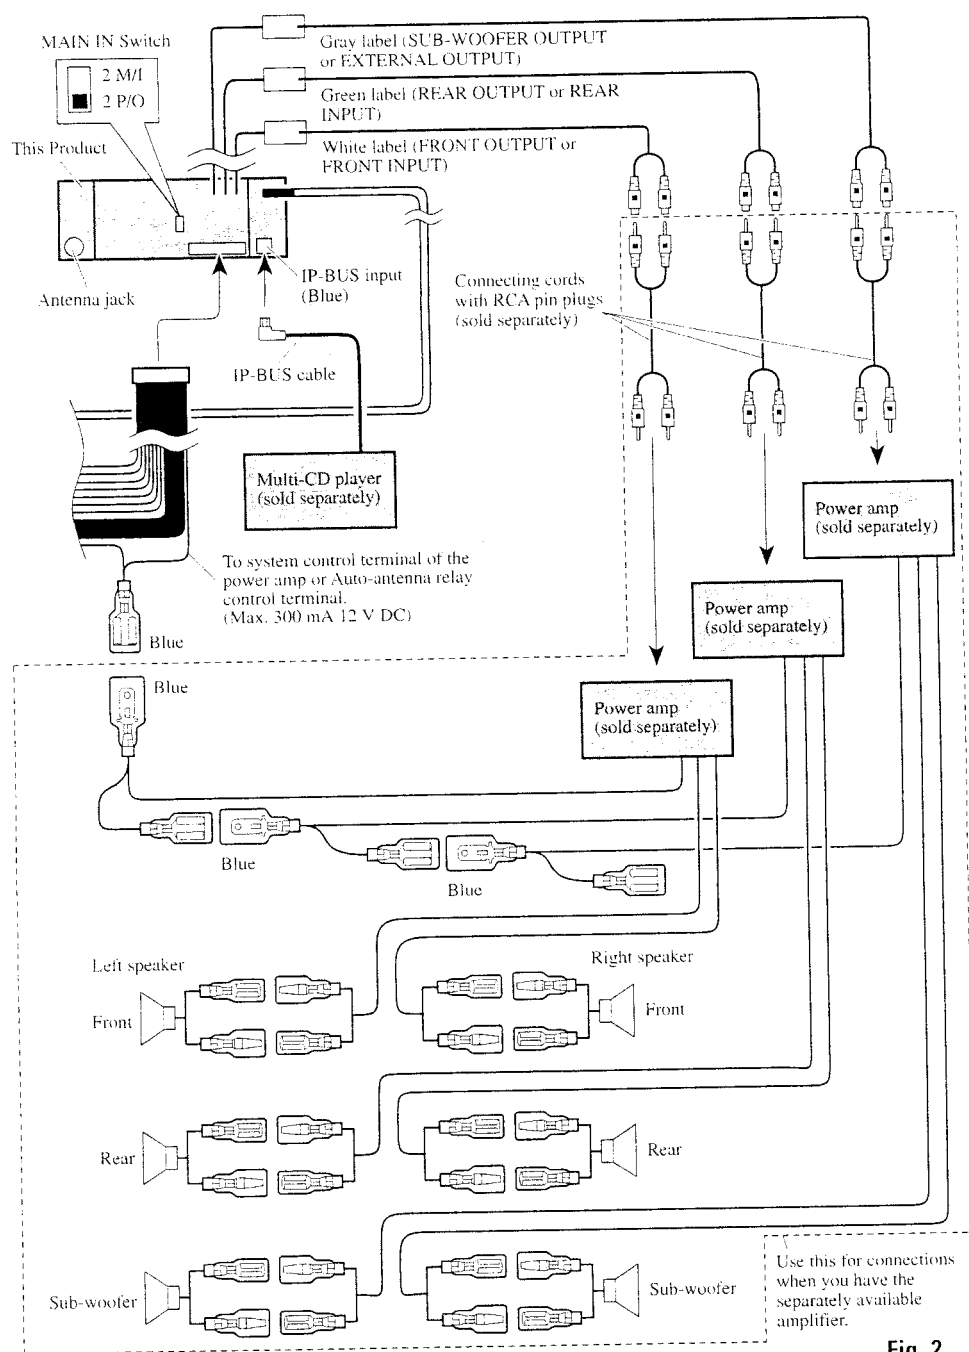 Gray label (SUB-WOOFER OUTPUT
or EXTERNAL OUTPUT)
MAIN IN Switch
2 M/I
2 P/O
Green label (REAR OUTPUT or REAR
INPUT)
This Product
White label (FRONT OUTPUT or
FRONT INPUT)
IP-BUS input
(Blue)
Antenna jack
Connecting cords
with RCA pin plugs
(sold separately)
IP-BUS cable
Multi-CD player
(sold separately)
Power amp
(sold separately)
To system control terminal of the
power amp or Auto-antenna relay
control terminal.
(Max. 300 mA 12 V DC)
Power amp
(sold separately)
Blue
Blue
Power amp
(sold separately)
Blue
Blue
Left speaker
Right speaker
Front
Front
Rear
Rear
Sub-woofer
Sub-woofer
Use this for connections
when you have the
separately available
amplifier.
Fig. 2